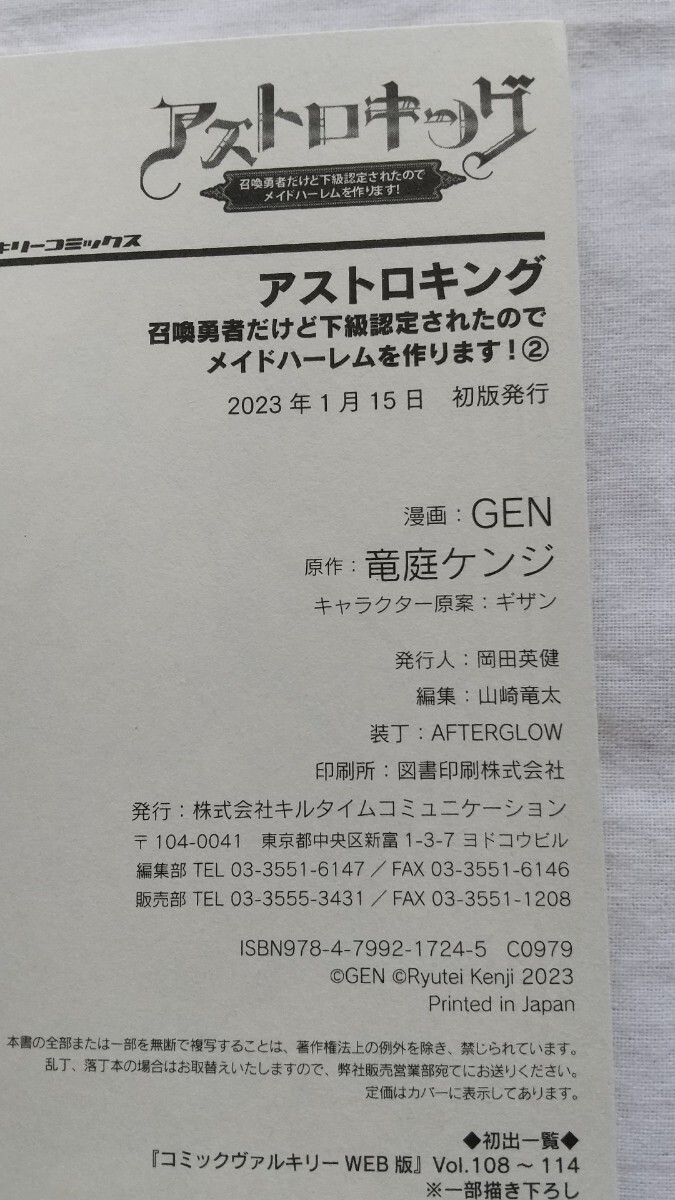 アストロキング
召喚勇者だけど下級認定されたので
メイドハーレムを作ります!
キリーコミックス
アストロキング
召喚勇者だけど下級認定されたので
メイドハーレムを作ります!②
2023年1月15日 初版発行
漫画:GEN
原作:竜庭ケンジ
キャラクター原案:ギザン
発行人:岡田英健
編集:山崎竜太
装丁:AFTERGLOW
印刷所:図書印刷株式会社
発行:株式会社キルタイムコミュニケーション
〒104-0041 東京都中央区新富1-3-7 ヨドコウビル
編集部 TEL 03-3551-6147/FAX 03-3551-6146
販売部 TEL 03-3555-3431/FAX 03-3551-1208
ISBN978-4-7992-1724-5 C0979
©GEN ©Ryutei Kenji 2023
Printed in Japan
本書の全部または一部を無断で複写することは、著作権法上の例外を除き、禁じられています。
乱丁、落丁本の場合はお取替えいたしますので、弊社販売営業部宛てにお送りください。
定価はカバーに表示してあります。
◆初出一覧◆
『コミックヴァルキリーWEB版』Vol.108〜114
※一部描き下ろし